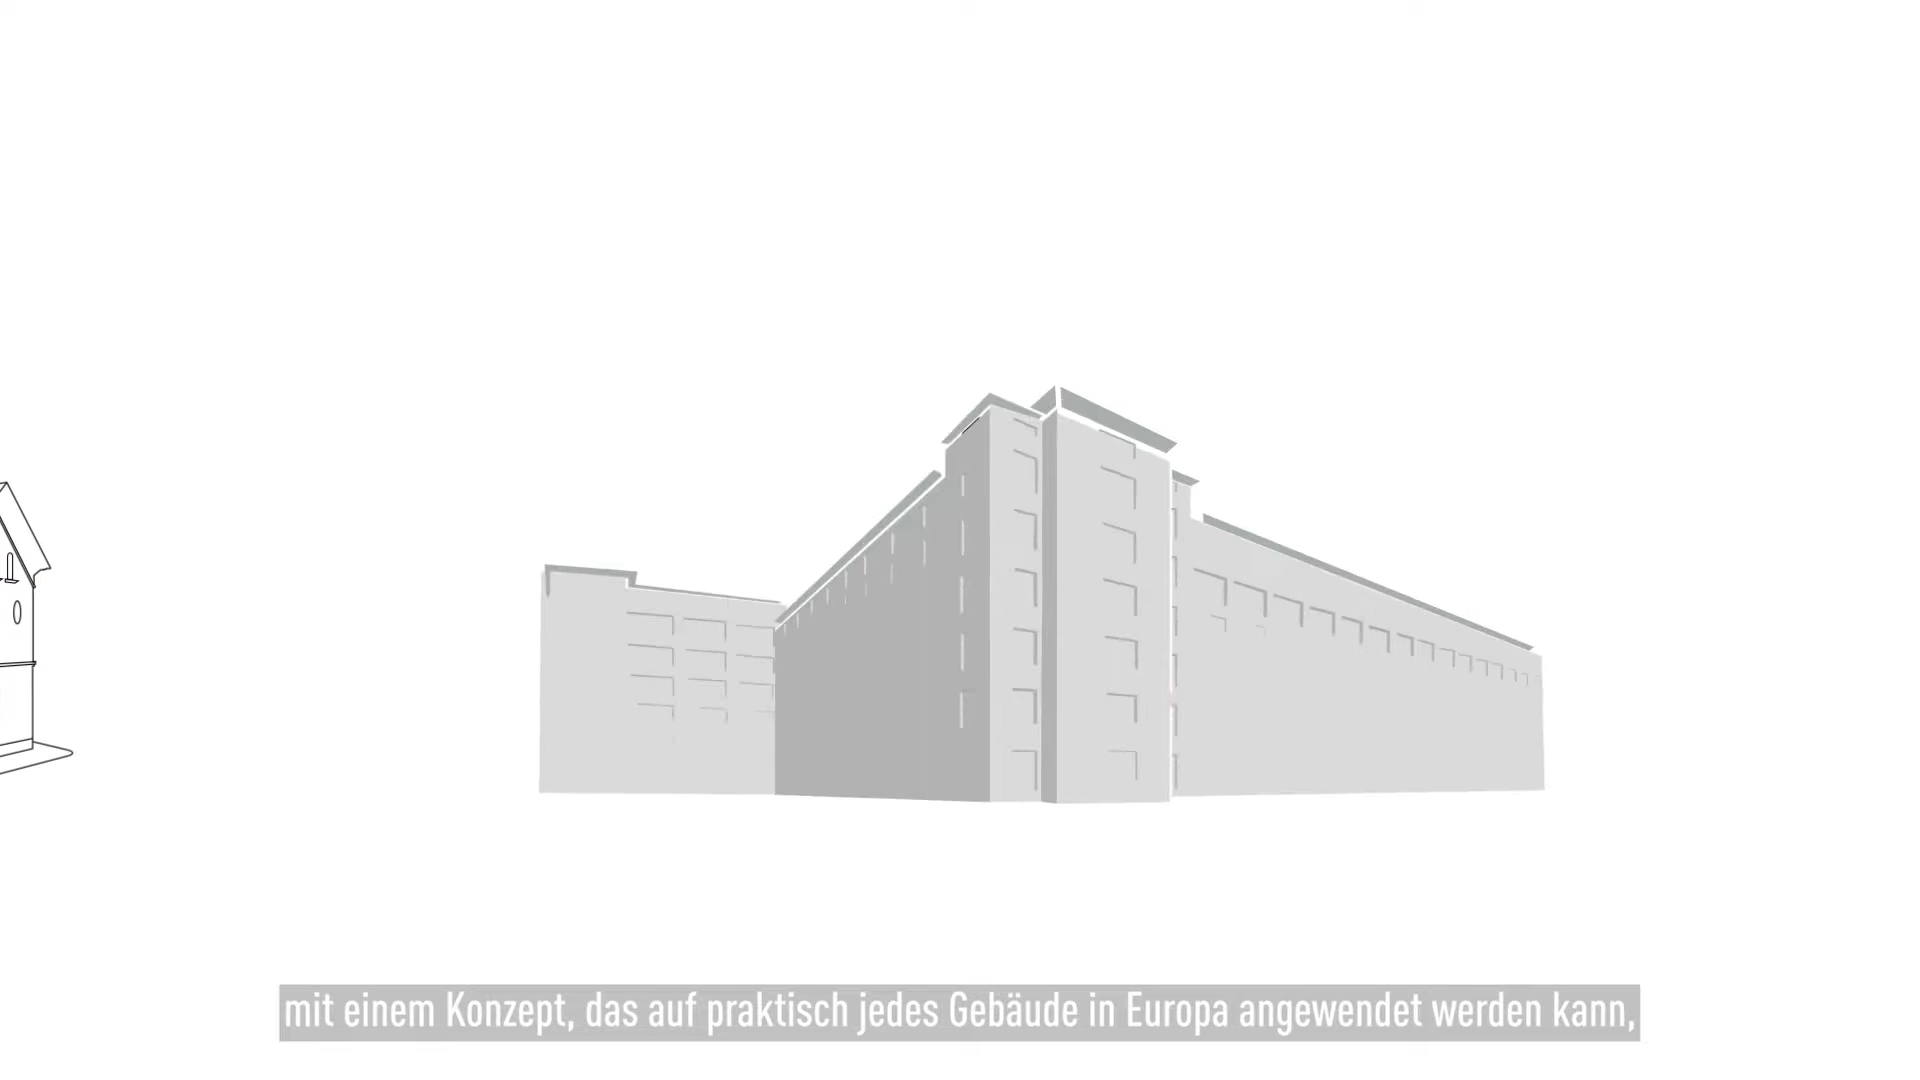 mit einem Konzept, das auf praktisch jedes Gebäude in Europa angewendet werden kann,